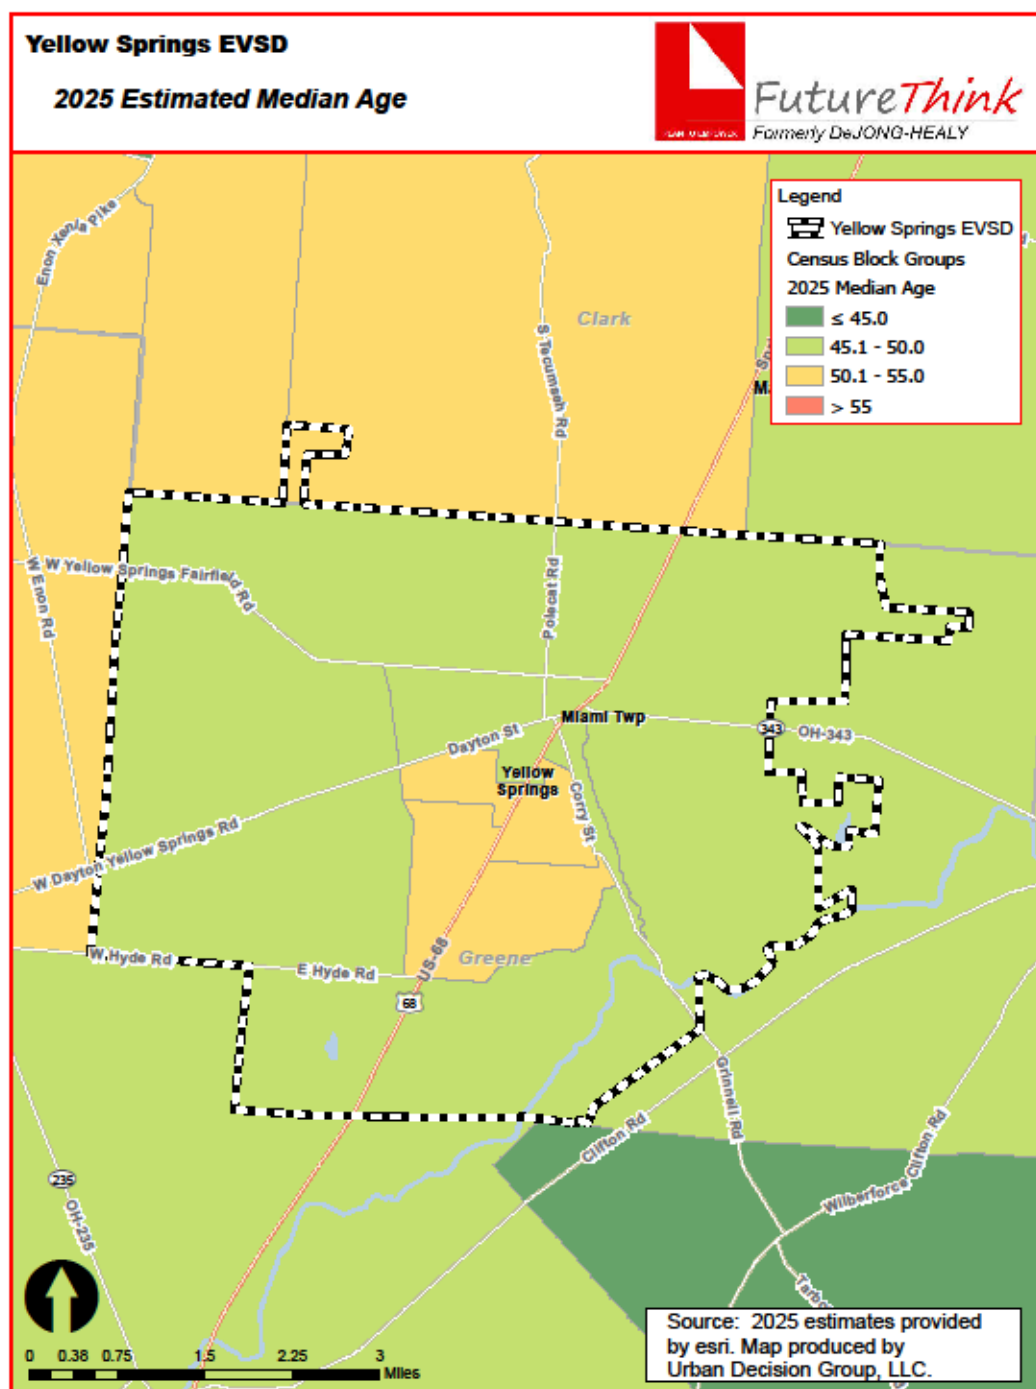 Yellow Springs EVSD
2025 Estimated Median Age
FutureThink
Formerly DeJONG-HEALY
Legend
Yellow Springs EVSD
Census Block Groups
2025 Median Age
≤ 45.0
45.1 - 50.0
50.1 - 55.0
> 55
Enon Xenia Pike
Clark
S Tecumseh Rd
W Enon Rd
W Yellow Springs Fairfield Rd
Polecat Rd
Miami Twp
343
OH-343
Dayton St
Yellow
Springs
Corry St
W Dayton Yellow Springs Rd
W Hyde Rd
E Hyde Rd
US-68
Greene
68
Grinnell Rd
Clifton Rd
Wilberforce Clifton Rd
235
OH-235
0 0.38 0.75 1.5 2.25 3
Miles
Source: 2025 estimates provided
by esri. Map produced by
Urban Decision Group, LLC.